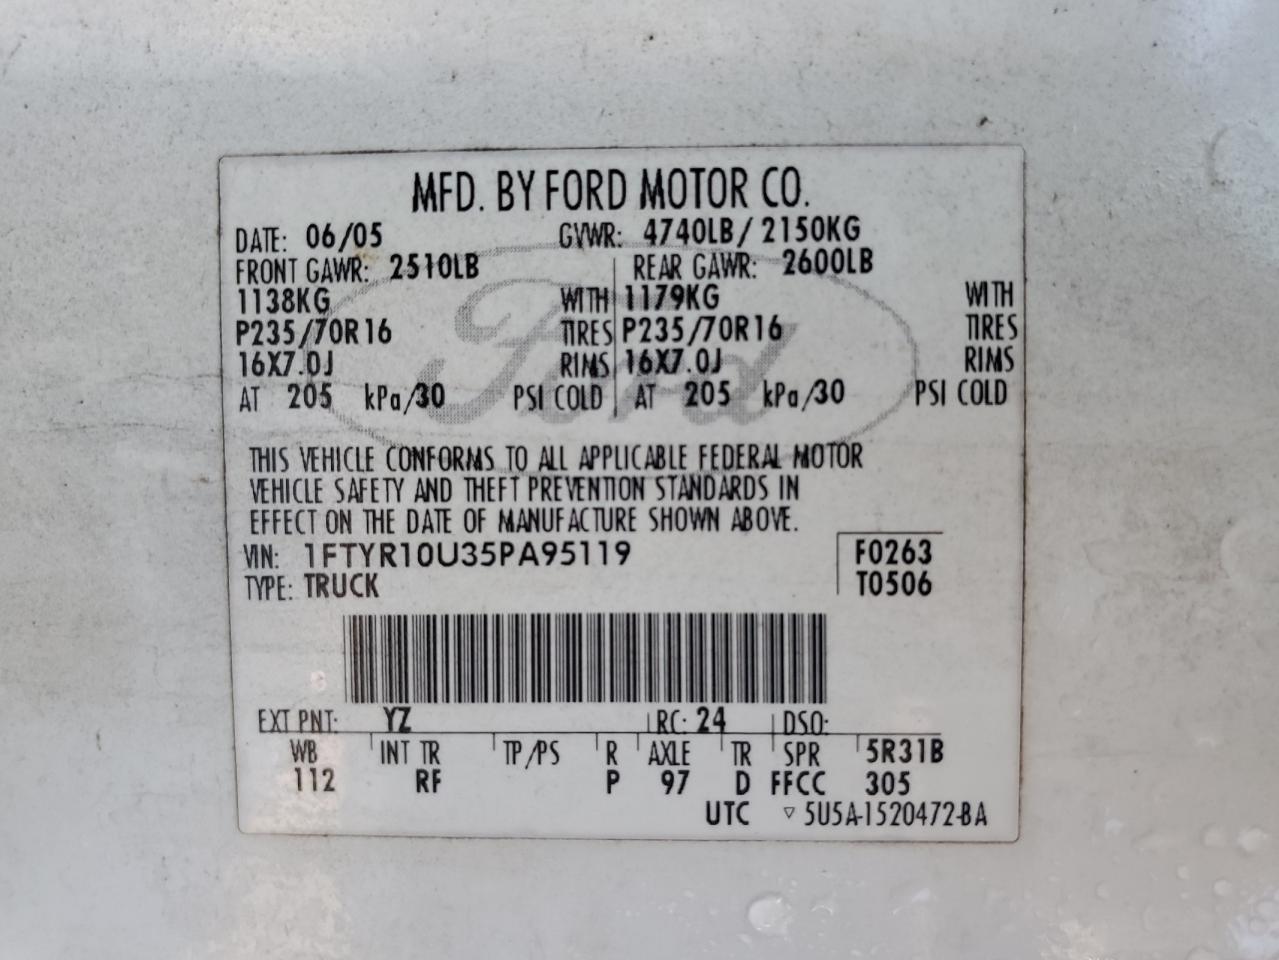 MFD. BY FORD MOTOR CO.
DATE: 06/05 GVWR: 4740LB/ 2150KG
FRONT GAWR: 2510LB REAR GAWR: 2600LB
1138KG WITH 1179KG WITH
P235/70R16 TIRES P235/70R16 TIRES
16X7.0J RIMS 16X7.0J RIMS
AT 205 kPa/30 PSI COLD AT 205 kPa/30 PSI COLD
Ford
THIS VEHICLE CONFORMS TO ALL APPLICABLE FEDERAL MOTOR
VEHICLE SAFETY AND THEFT PREVENTION STANDARDS IN
EFFECT ON THE DATE OF MANUFACTURE SHOWN ABOVE.
VIN: 1FTYR10U35PA95119 F0263
TYPE: TRUCK T0506
EXT PNT: YZ RC: 24 DSO:
WB INT TR TP/PS R AXLE TR SPR 5R31B
112 RF P 97 D FFCC 305
UTC ▽ 5U5A-1520472-BA